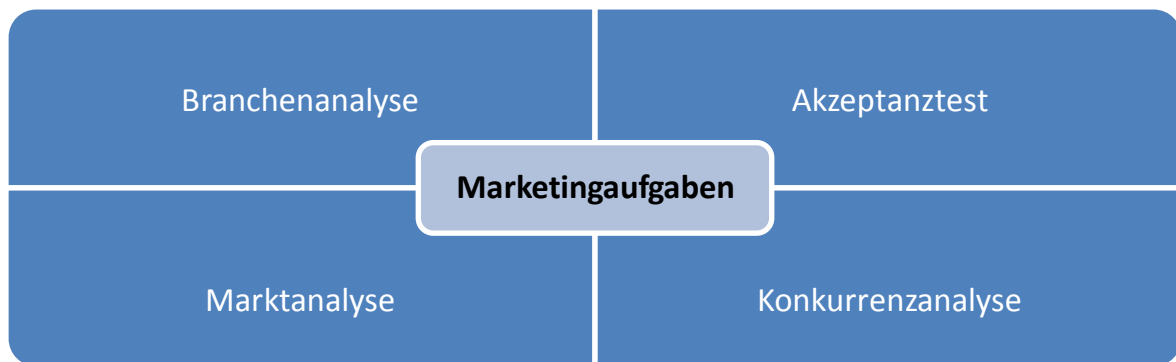 Branchenanalyse
Akzeptanztest
Marketingaufgaben
Marktanalyse
Konkurrenzanalyse